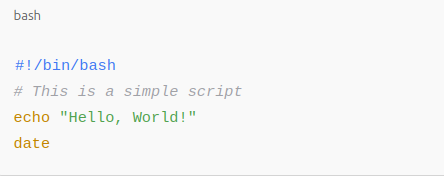 bash
#!/bin/bash
# This is a simple script
echo "Hello, World!"
date